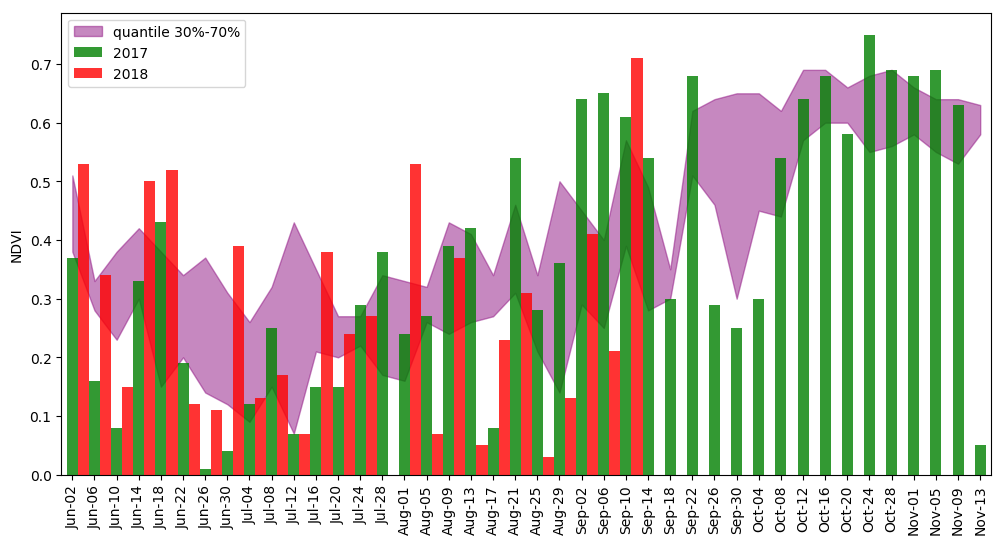 quantile 30%-70%
2017
2018
NDVI
0.7
0.6
0.5
0.4
0.3
0.2
0.1
0.0
Jun-02
Jun-06
Jun-10
Jun-14
Jun-18
Jun-22
Jun-26
Jun-30
Jul-04
Jul-08
Jul-12
Jul-16
Jul-20
Jul-24
Jul-28
Aug-01
Aug-05
Aug-09
Aug-13
Aug-17
Aug-21
Aug-25
Aug-29
Sep-02
Sep-06
Sep-10
Sep-14
Sep-18
Sep-22
Sep-26
Sep-30
Oct-04
Oct-08
Oct-12
Oct-16
Oct-20
Oct-24
Oct-28
Nov-01
Nov-05
Nov-09
Nov-13